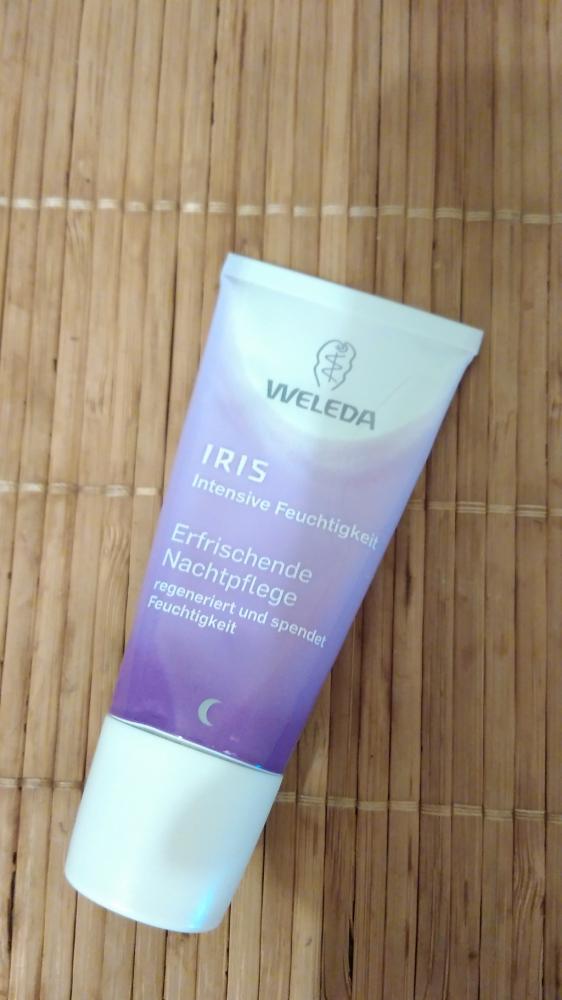 WELEDA
IRIS
Intensive Feuchtigkeit
Erfrischende
Nachtpflege
regeneriert und spendet
Feuchtigkeit